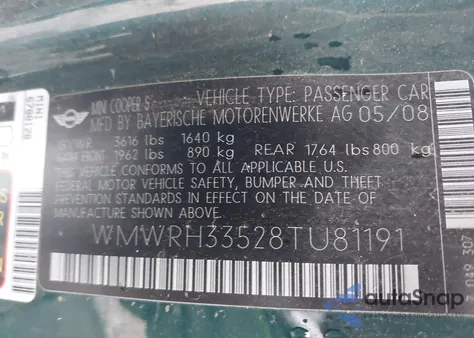 MINI COOPER S VEHICLE TYPE: PASSENGER CAR
MFD BY BAYERISCHE MOTORENWERKE AG 05/08
GVWR 3616 lbs 1640 kg
1962 lbs 890 kg REAR 1764 lbs 800 kg
THIS VEHICLE CONFORMS TO ALL APPLICABLE U.S.
FEDERAL MOTOR VEHICLE SAFETY, BUMPER AND THEFT
PREVENTION STANDARDS IN EFFECT ON THE DATE OF
MANUFACTURE SHOWN ABOVE.
WMWRH33528TU81191
MINI
autoSnap